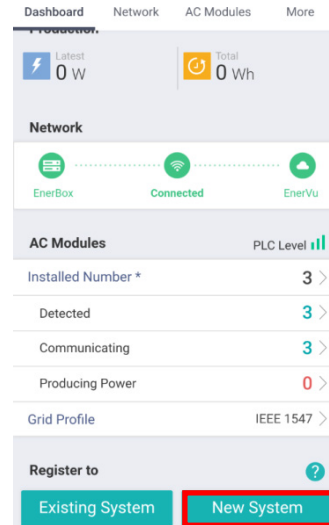 Dashboard Network AC Modules More
Production
Latest Total
0 W 0 Wh
Network
EnerBox Connected EnerVu
AC Modules PLC Level
Installed Number * 3
Detected 3
Communicating 3
Producing Power 0
Grid Profile IEEE 1547
Register to ?
Existing System New System